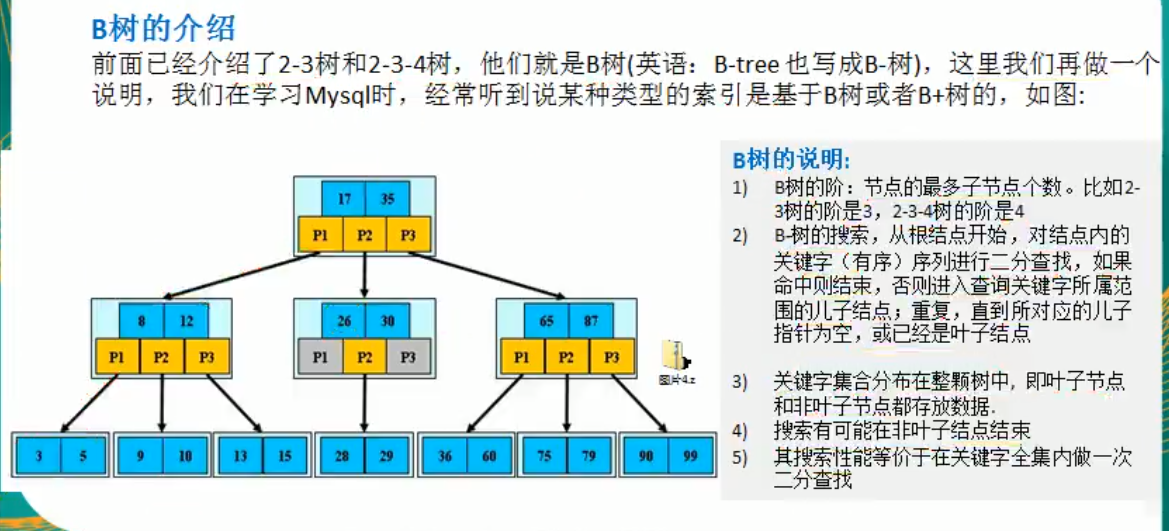 B树的介绍
前面已经介绍了2-3树和2-3-4树，他们就是B树(英语：B-tree 也写成B-树)，这里我们再做一个
说明，我们在学习Mysql时，经常听到说某种类型的索引是基于B树或者B+树的，如图:
17 35
P1 P2 P3
8 12
P1 P2 P3
26 30
P1 P2 P3
65 87
P1 P2 P3
3 5
9 10
13 15
28 29
36 60
75 79
90 99
图片4.z
B树的说明:
1) B树的阶：节点的最多子节点个数。比如2-
3树的阶是3，2-3-4树的阶是4
2) B-树的搜索，从根结点开始，对结点内的
关键字（有序）序列进行二分查找，如果
命中则结束，否则进入查询关键字所属范
围的儿子结点；重复，直到所对应的儿子
指针为空，或已经是叶子结点
3) 关键字集合分布在整颗树中, 即叶子节点
和非叶子节点都存放数据.
4) 搜索有可能在非叶子结点结束
5) 其搜索性能等价于在关键字全集内做一次
二分查找